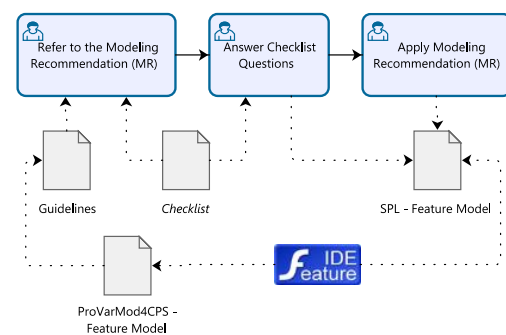 Refer to the Modeling
Recommendation (MR)
Answer Checklist
Questions
Apply Modeling
Recommendation (MR)
Guidelines
Checklist
SPL - Feature Model
IDE
Feature
ProVarMod4CPS -
Feature Model